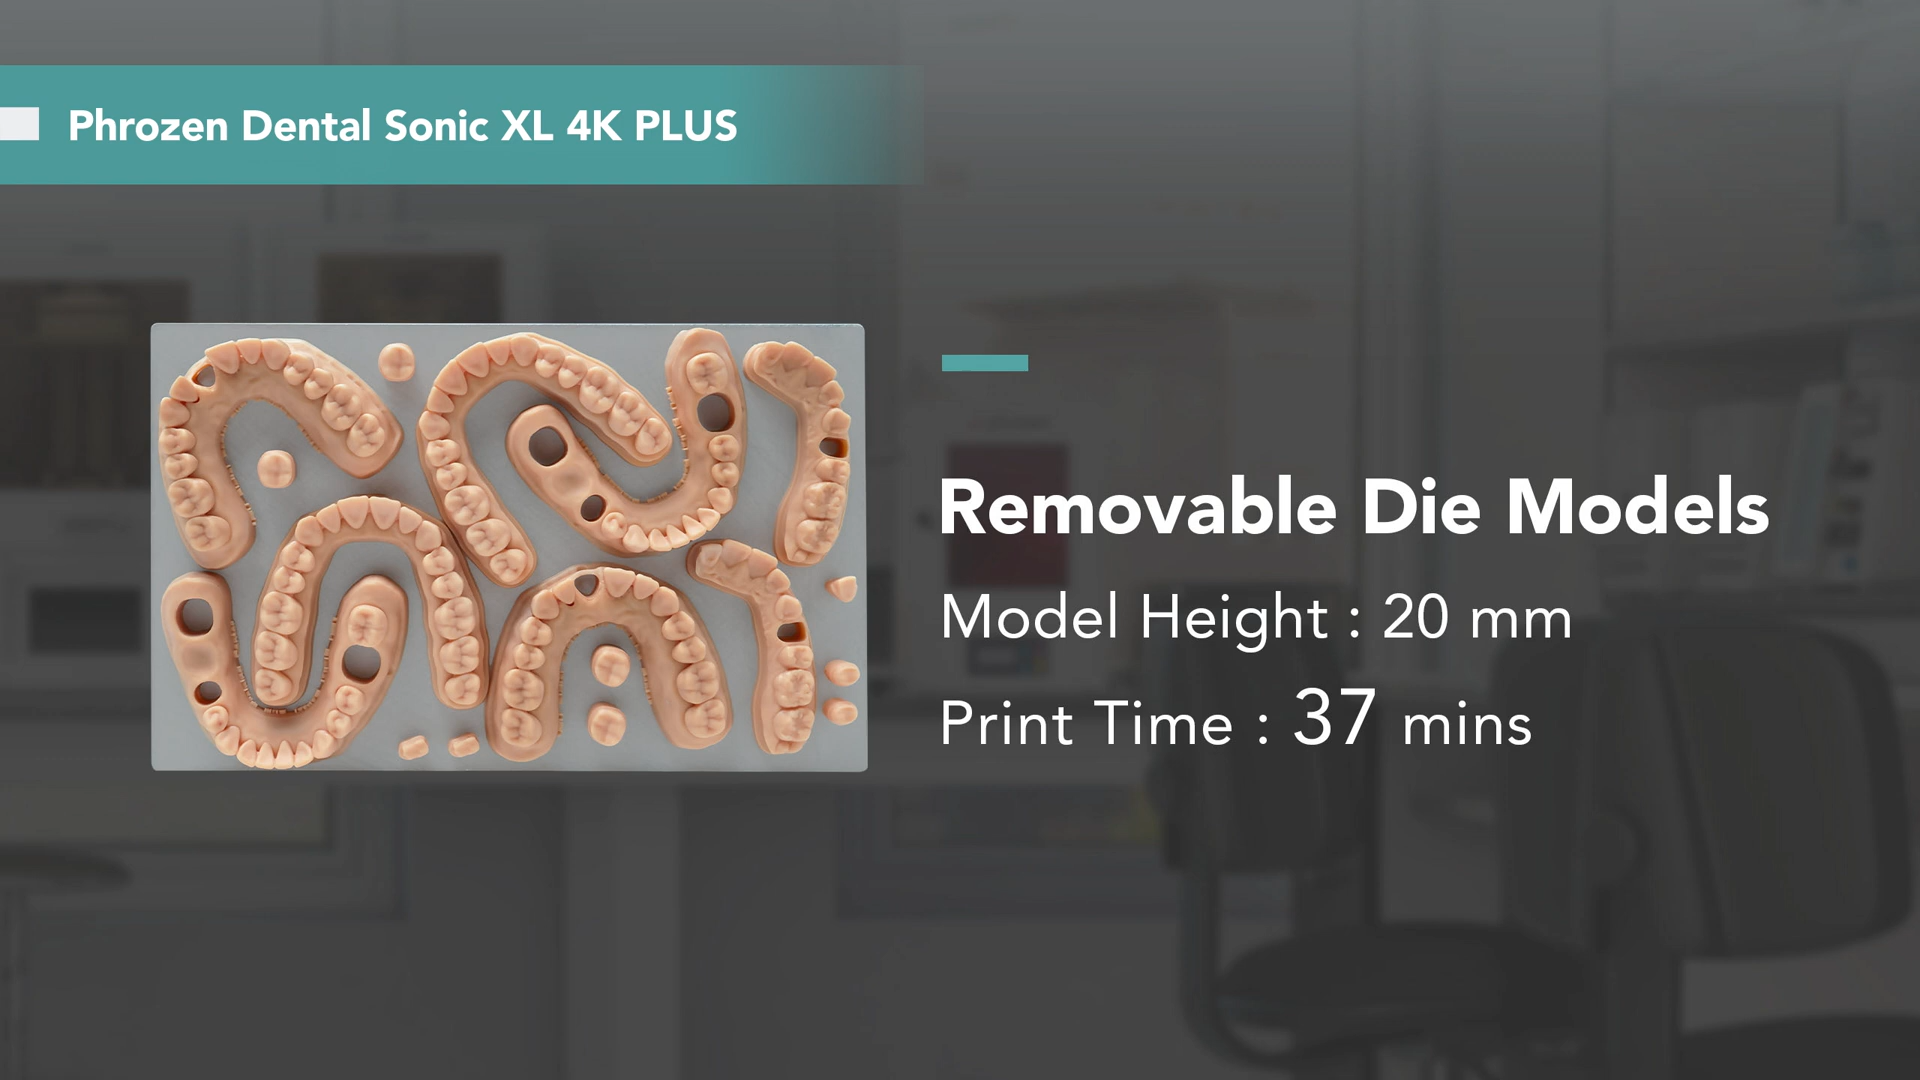 Phrozen Dental Sonic XL 4K PLUS
Removable Die Models
Model Height : 20 mm
Print Time : 37 mins